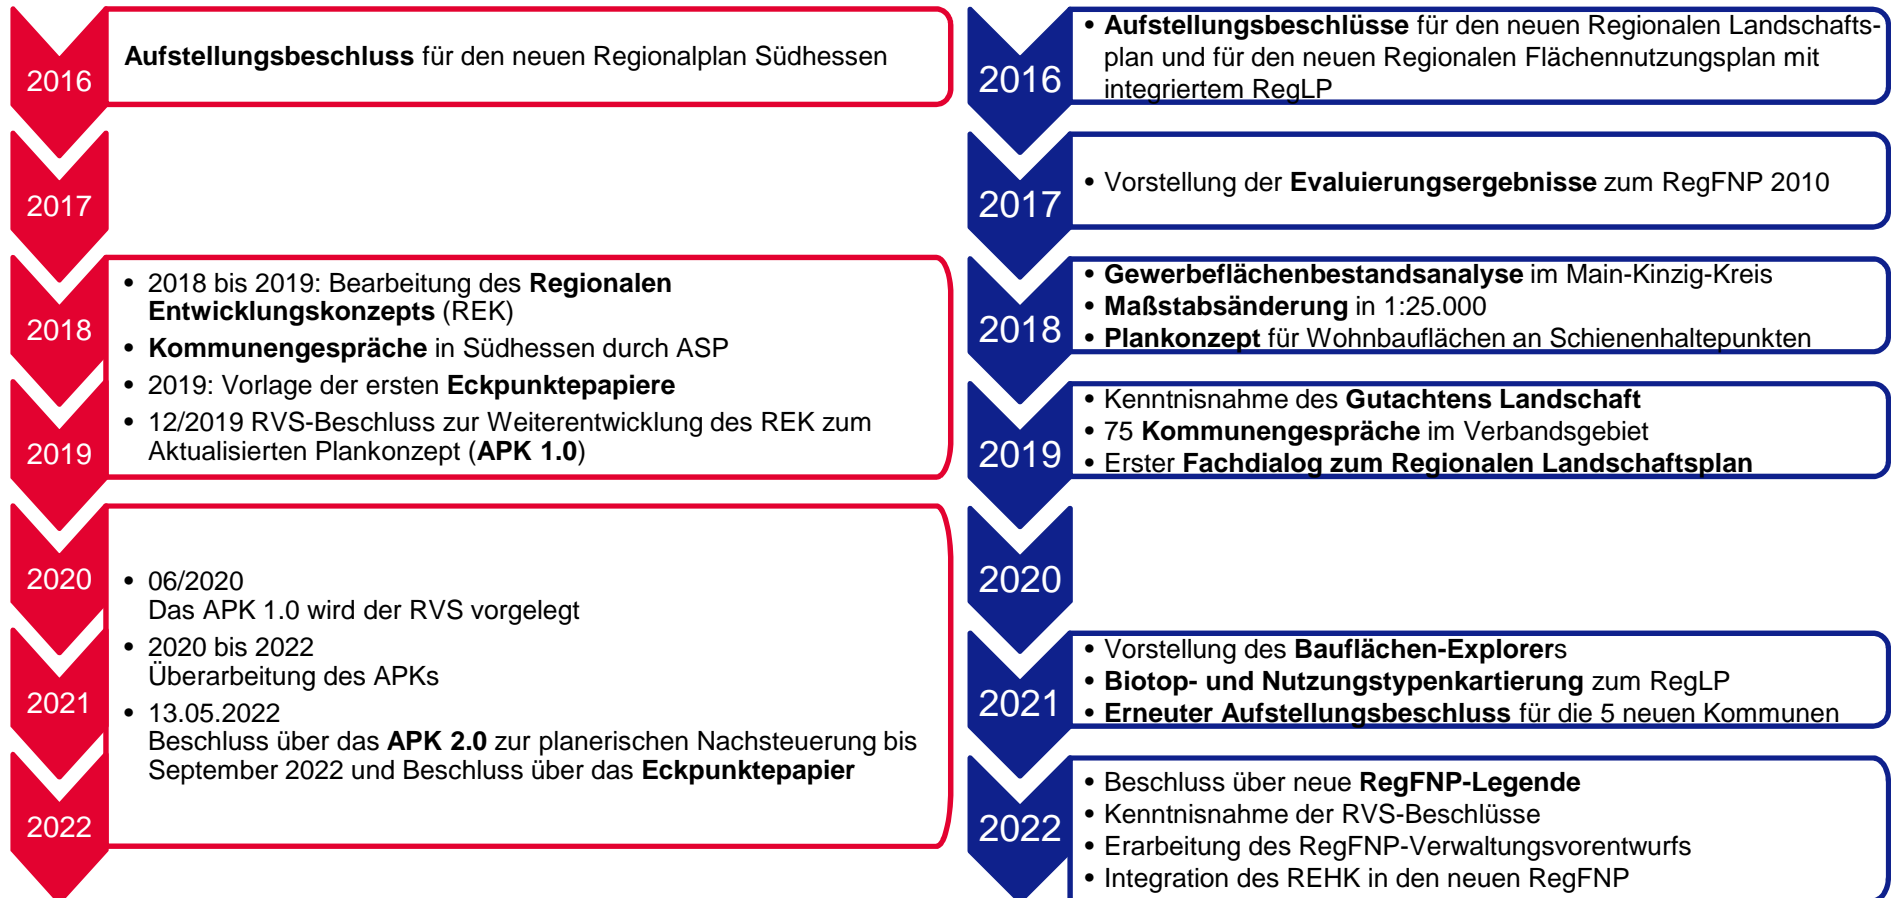 2016
Aufstellungsbeschluss für den neuen Regionalplan Südhessen
2017
2018
• 2018 bis 2019: Bearbeitung des Regionalen
Entwicklungskonzepts (REK)
• Kommunengespräche in Südhessen durch ASP
• 2019: Vorlage der ersten Eckpunktepapiere
• 12/2019 RVS-Beschluss zur Weiterentwicklung des REK zum
Aktualisierten Plankonzept (APK 1.0)
2019
2020
• 06/2020
Das APK 1.0 wird der RVS vorgelegt
• 2020 bis 2022
Überarbeitung des APKs
2021
• 13.05.2022
Beschluss über das APK 2.0 zur planerischen Nachsteuerung bis
September 2022 und Beschluss über das Eckpunktepapier
2022
2016
• Aufstellungsbeschlüsse für den neuen Regionalen Landschafts-
plan und für den neuen Regionalen Flächennutzungsplan mit
integriertem RegLP
2017
• Vorstellung der Evaluierungsergebnisse zum RegFNP 2010
2018
• Gewerbeflächenbestandsanalyse im Main-Kinzig-Kreis
• Maßstabsänderung in 1:25.000
• Plankonzept für Wohnbauflächen an Schienenhaltepunkten
2019
• Kenntnisnahme des Gutachtens Landschaft
• 75 Kommunengespräche im Verbandsgebiet
• Erster Fachdialog zum Regionalen Landschaftsplan
2020
2021
• Vorstellung des Bauflächen-Explorers
• Biotop- und Nutzungstypenkartierung zum RegLP
• Erneuter Aufstellungsbeschluss für die 5 neuen Kommunen
2022
• Beschluss über neue RegFNP-Legende
• Kenntnisnahme der RVS-Beschlüsse
• Erarbeitung des RegFNP-Verwaltungsvorentwurfs
• Integration des REHK in den neuen RegFNP